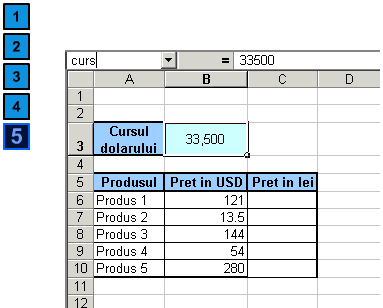 1
2
3
4
5
curs = 33500
A B C D
1
2
3 Cursul dolarului 33,500
4
5 Produsul Pret in USD Pret in lei
6 Produs 1 121
7 Produs 2 13.5
8 Produs 3 144
9 Produs 4 54
10 Produs 5 280
11
12